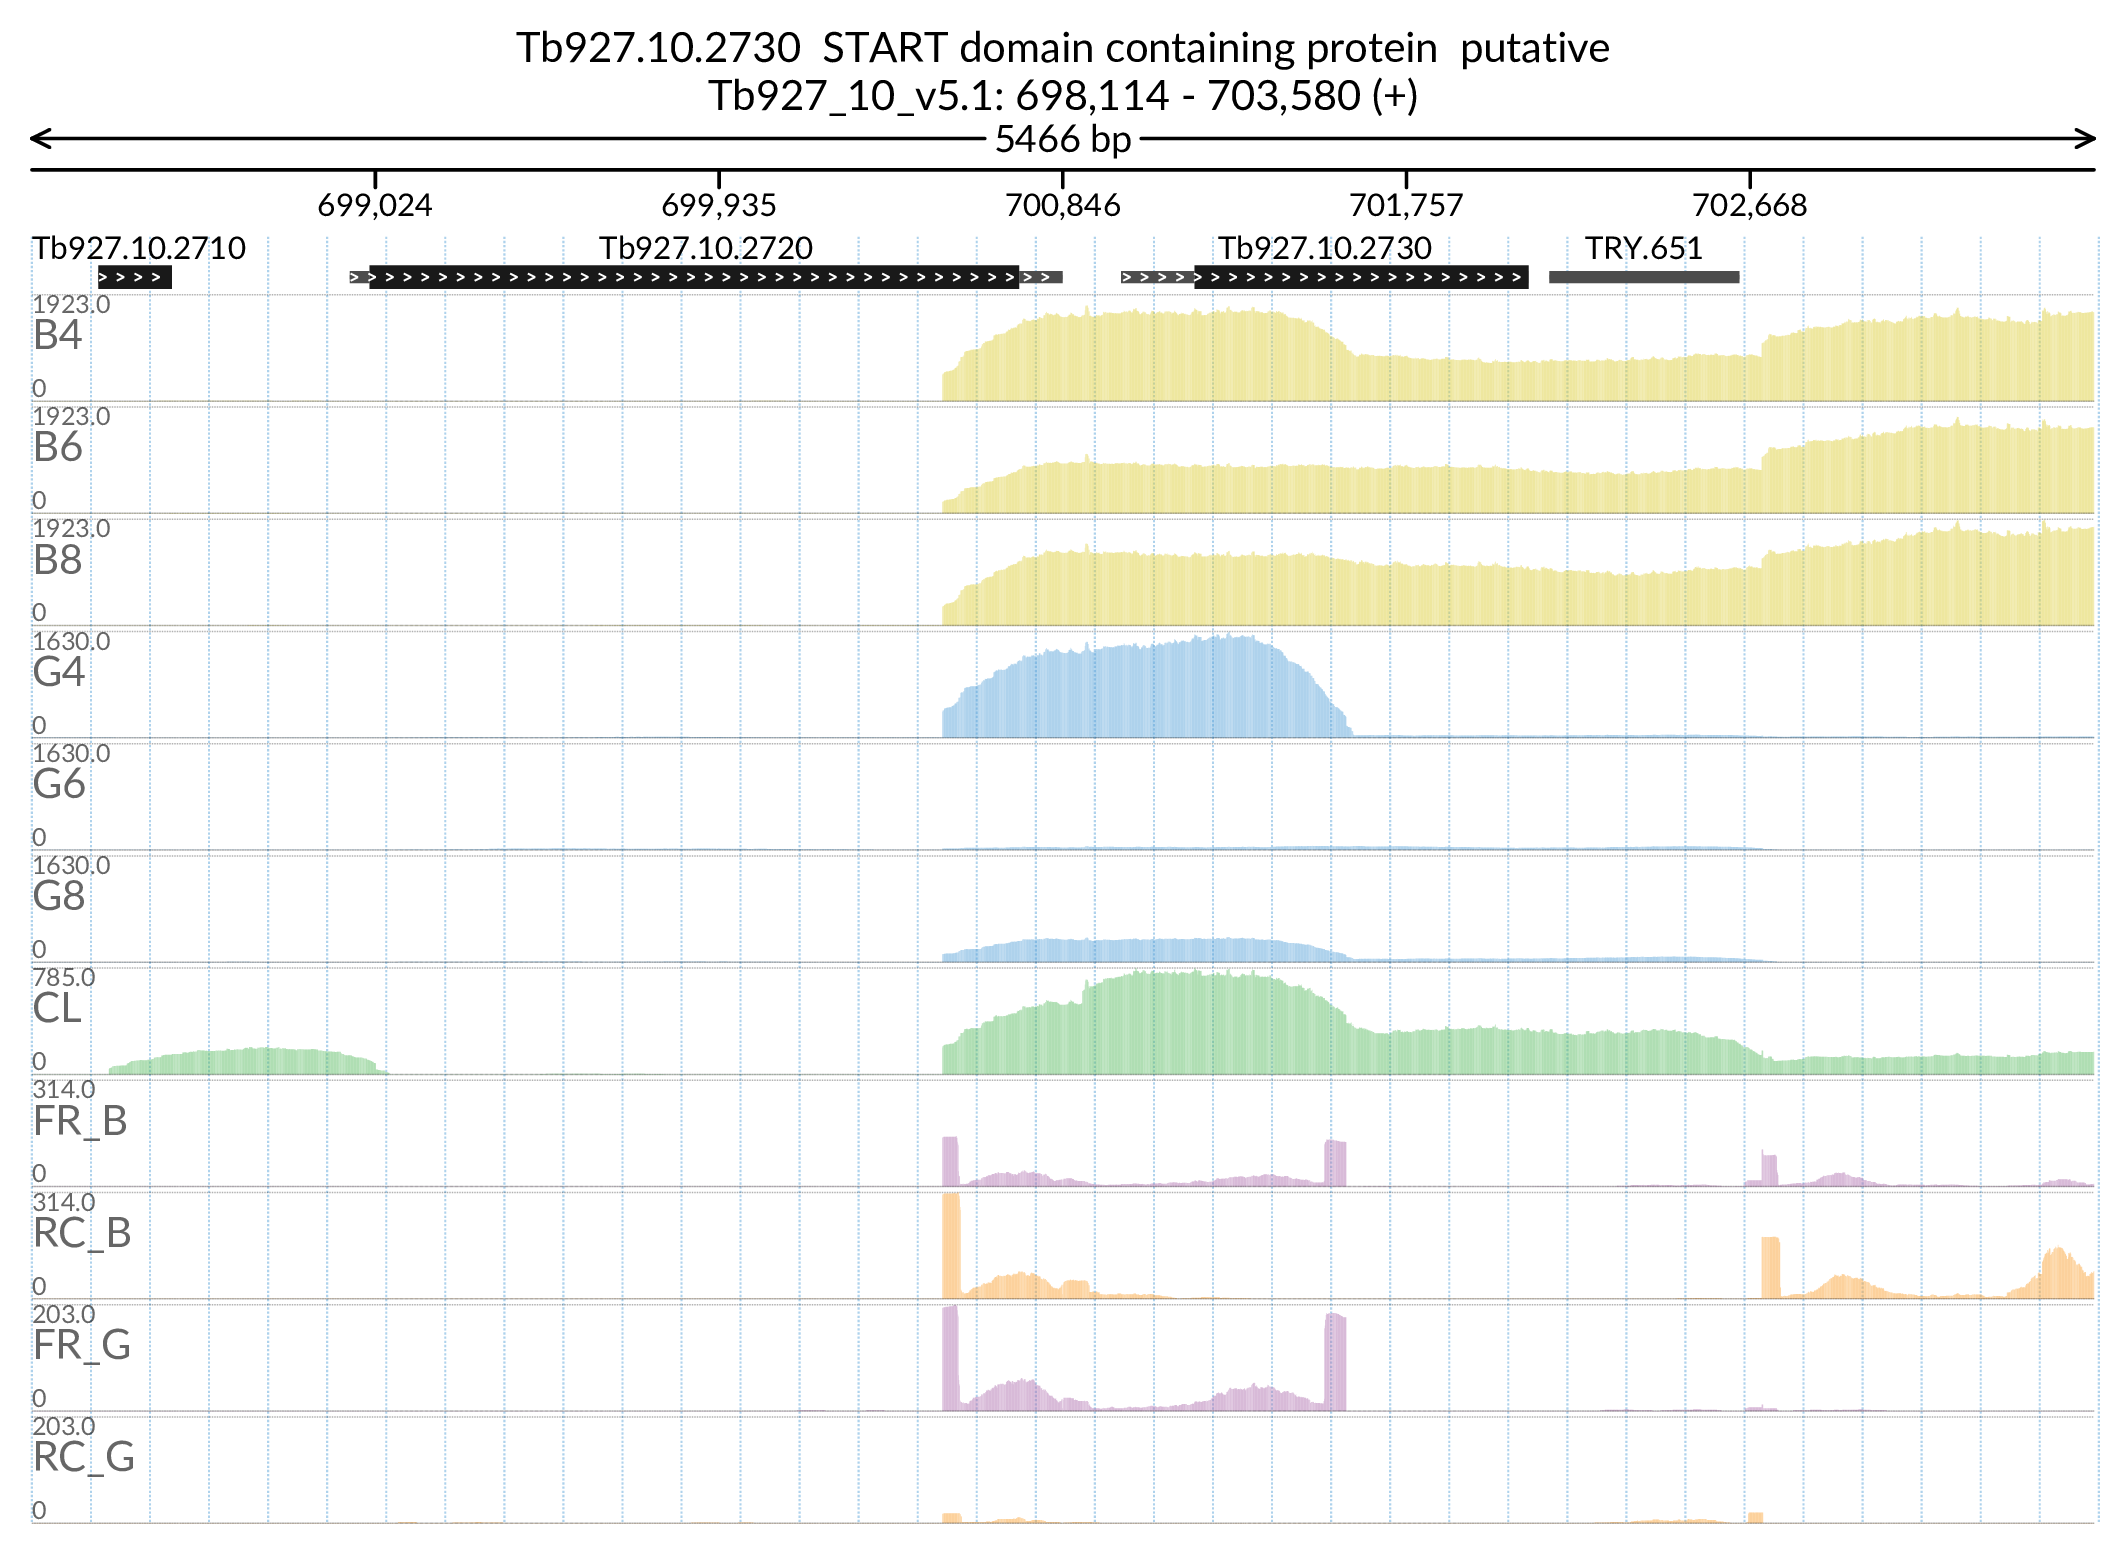 Tb927.10.2730  START domain containing protein  putative
Tb927_10_v5.1: 698,114 - 703,580 (+)
5466 bp
699,024 699,935 700,846 701,757 702,668
Tb927.10.2710 Tb927.10.2720 Tb927.10.2730 TRY.651
1923.0
B4
0
1923.0
B6
0
1923.0
B8
0
1630.0
G4
0
1630.0
G6
0
1630.0
G8
0
785.0
CL
0
314.0
FR_B
0
314.0
RC_B
0
203.0
FR_G
0
203.0
RC_G
0